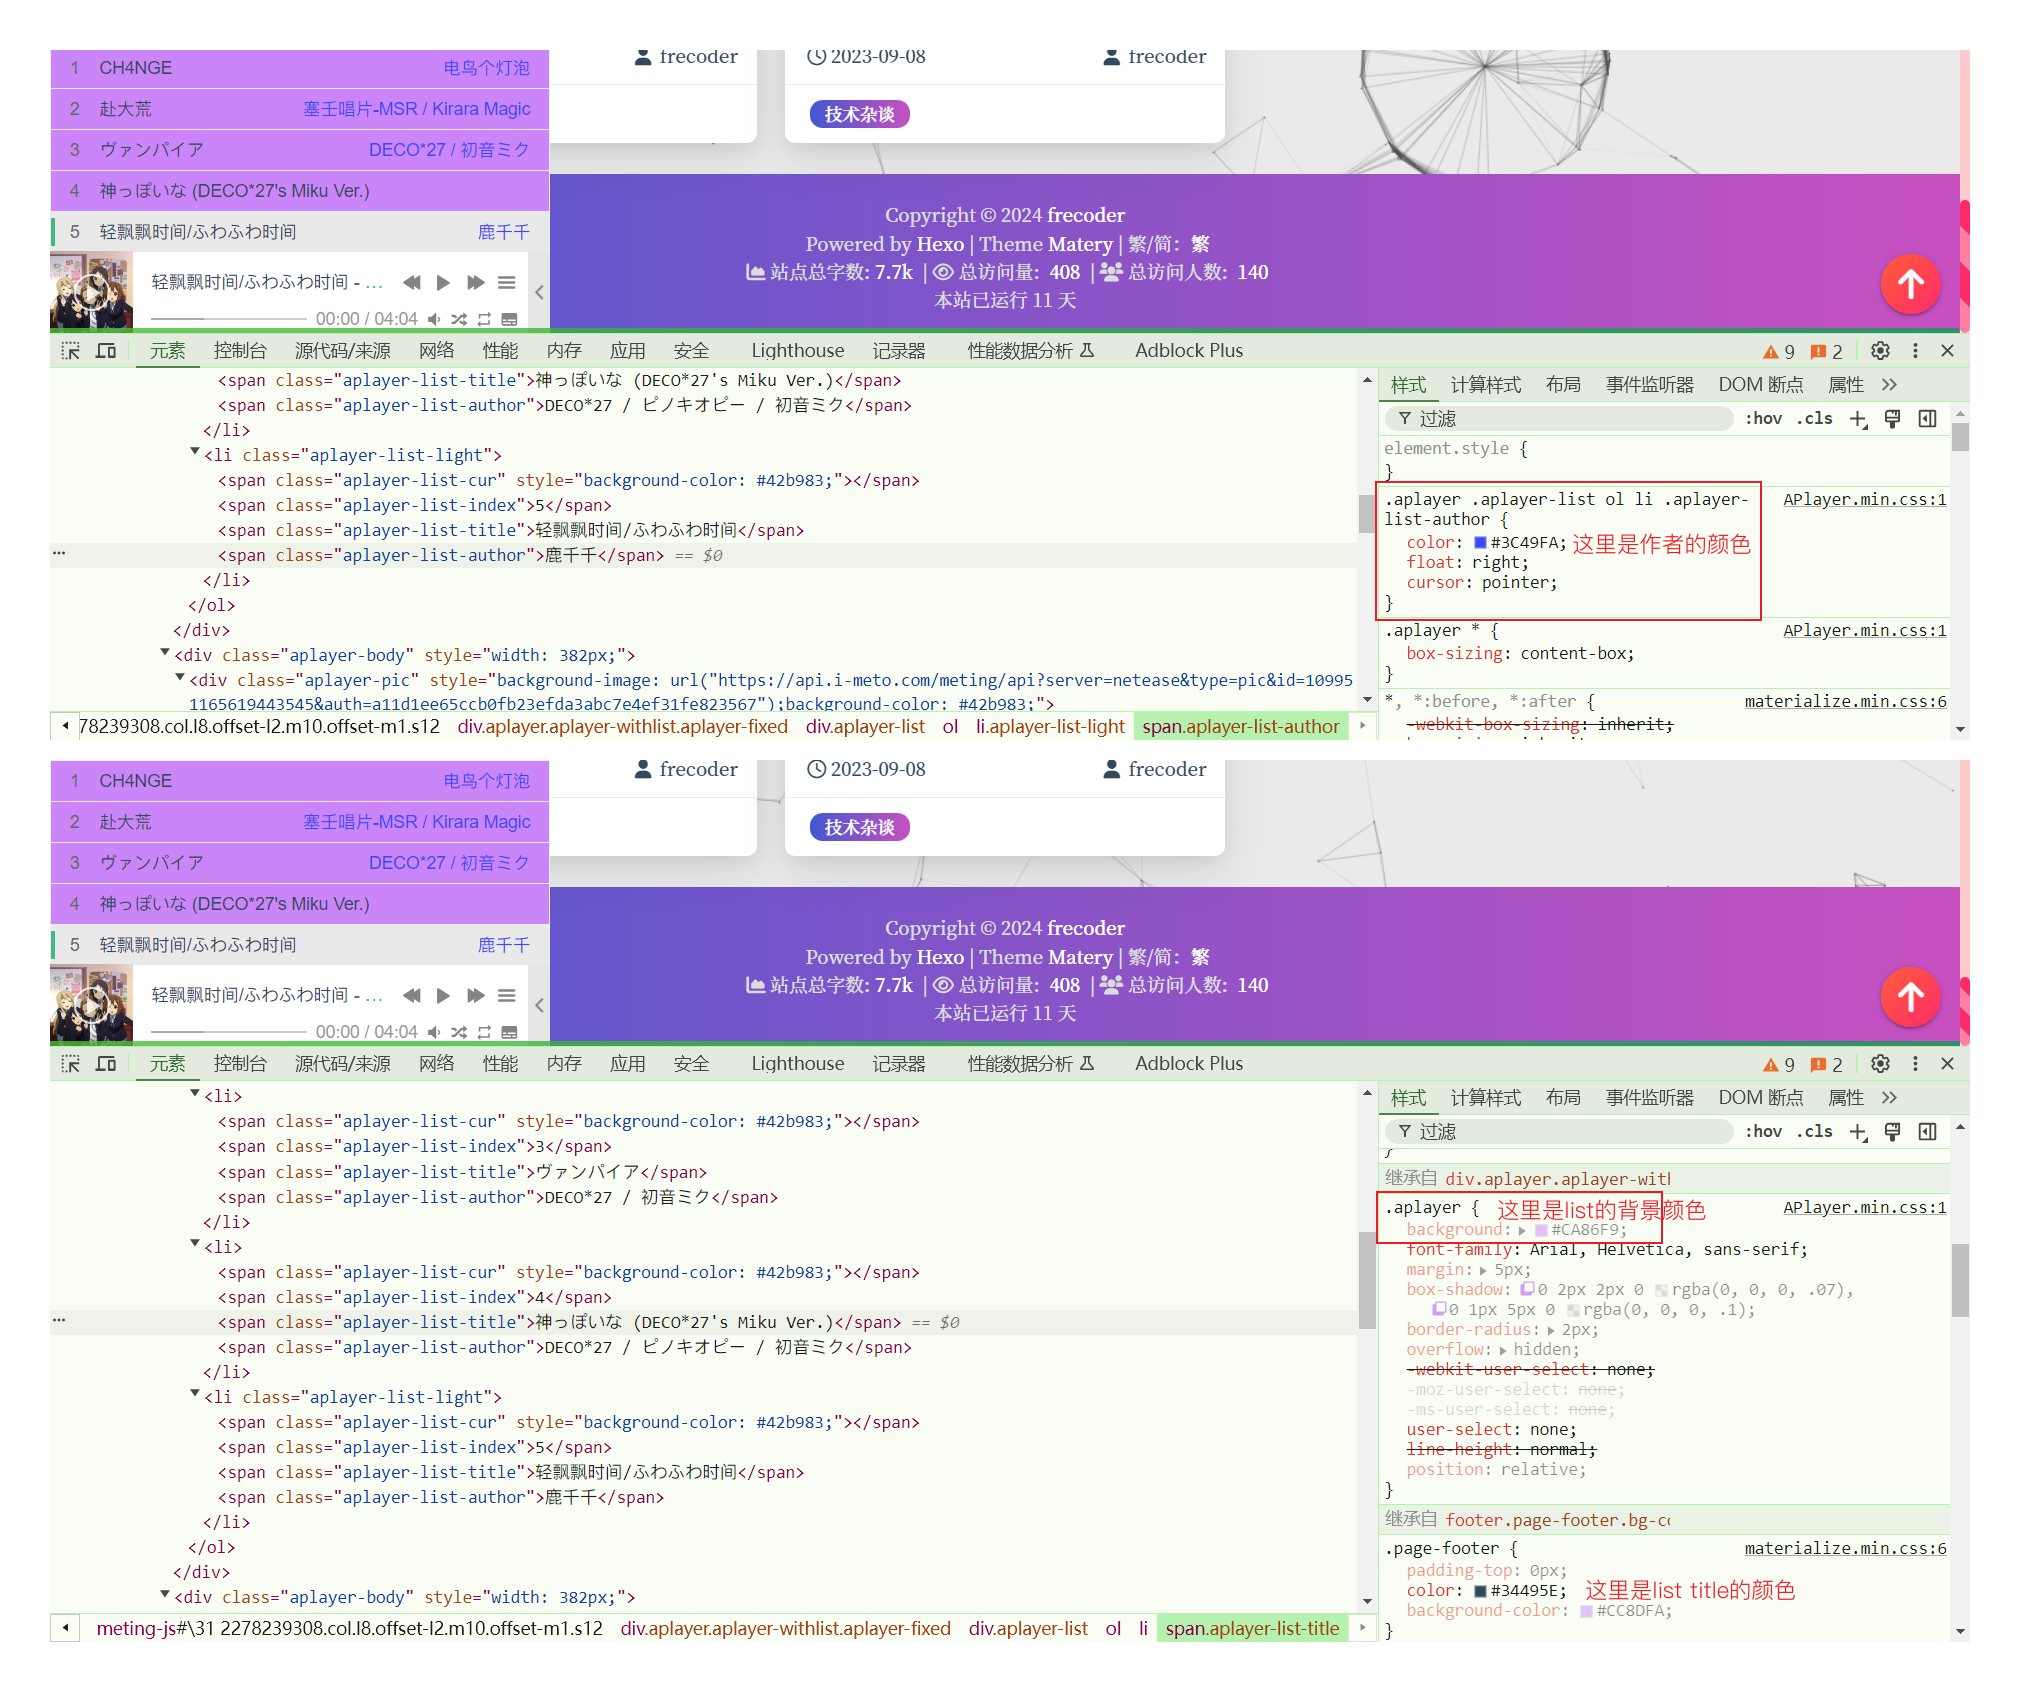 1 CH4NGE 电鸟个灯泡
frecoder
2023-09-08
frecoder
2 赴大荒 塞壬唱片-MSR / Kirara Magic
技术杂谈
3 ヴァンパイア DECO*27 / 初音ミク
4 神っぽいな (DECO*27's Miku Ver.)
5 轻飘飘时间/ふわふわ时间 鹿千千
轻飘飘时间/ふわふわ时间 - ...
00:00 / 04:04
Copyright © 2024 frecoder
Powered by Hexo | Theme Matery | 繁/简：繁
站点总字数: 7.7k | 总访问量: 408 | 总访问人数: 140
本站已运行 11 天
元素 控制台 源代码/来源 网络 性能 内存 应用 安全 Lighthouse 记录器 性能数据分析 Adblock Plus 9 2
<span class="aplayer-list-title">神っぽいな (DECO*27's Miku Ver.)</span>
<span class="aplayer-list-author">DECO*27 / ピノキオピー / 初音ミク</span>
</li>
<li class="aplayer-list-light">
<span class="aplayer-list-cur" style="background-color: #42b983;"></span>
<span class="aplayer-list-index">5</span>
<span class="aplayer-list-title">轻飘飘时间/ふわふわ时间</span>
<span class="aplayer-list-author">鹿千千</span> == $0
</li>
</ol>
</div>
<div class="aplayer-body" style="width: 382px;">
<div class="aplayer-pic" style="background-image: url("https://api.i-meto.com/meting/api?server=netease&type=pic&id=10995
1165619443545&auth=a11d1ee65ccb0fb23efda3abc7e4ef31fe823567");background-color: #42b983;">
78239308.col.l8.offset-l2.m10.offset-m1.s12 div.aplayer.aplayer-withlist.aplayer-fixed div.aplayer-list ol li.aplayer-list-light span.aplayer-list-author
样式 计算样式 布局 事件监听器 DOM 断点 属性
过滤 :hov .cls
element.style {
}
.aplayer .aplayer-list ol li .aplayer- APlayer.min.css:1
list-author {
color: #3C49FA; 这里是作者的颜色
float: right;
cursor: pointer;
}
.aplayer * { APlayer.min.css:1
box-sizing: content-box;
}
*, *:before, *:after { materialize.min.css:6
-webkit-box-sizing: inherit;
1 CH4NGE 电鸟个灯泡
frecoder
2023-09-08
frecoder
2 赴大荒 塞壬唱片-MSR / Kirara Magic
技术杂谈
3 ヴァンパイア DECO*27 / 初音ミク
4 神っぽいな (DECO*27's Miku Ver.)
5 轻飘飘时间/ふわふわ时间 鹿千千
轻飘飘时间/ふわふわ时间 - ...
00:00 / 04:04
Copyright © 2024 frecoder
Powered by Hexo | Theme Matery | 繁/简：繁
站点总字数: 7.7k | 总访问量: 408 | 总访问人数: 140
本站已运行 11 天
元素 控制台 源代码/来源 网络 性能 内存 应用 安全 Lighthouse 记录器 性能数据分析 Adblock Plus 9 2
<li>
<span class="aplayer-list-cur" style="background-color: #42b983;"></span>
<span class="aplayer-list-index">3</span>
<span class="aplayer-list-title">ヴァンパイア</span>
<span class="aplayer-list-author">DECO*27 / 初音ミク</span>
</li>
<li>
<span class="aplayer-list-cur" style="background-color: #42b983;"></span>
<span class="aplayer-list-index">4</span>
<span class="aplayer-list-title">神っぽいな (DECO*27's Miku Ver.)</span> == $0
<span class="aplayer-list-author">DECO*27 / ピノキオピー / 初音ミク</span>
</li>
<li class="aplayer-list-light">
<span class="aplayer-list-cur" style="background-color: #42b983;"></span>
<span class="aplayer-list-index">5</span>
<span class="aplayer-list-title">轻飘飘时间/ふわふわ时间</span>
<span class="aplayer-list-author">鹿千千</span>
</li>
</ol>
</div>
<div class="aplayer-body" style="width: 382px;">
meting-js#\31 2278239308.col.l8.offset-l2.m10.offset-m1.s12 div.aplayer.aplayer-withlist.aplayer-fixed div.aplayer-list ol li span.aplayer-list-title
样式 计算样式 布局 事件监听器 DOM 断点 属性
过滤 :hov .cls
}
继承自 div.aplayer.aplayer-with
.aplayer { 这里是list的背景颜色 APlayer.min.css:1
background: #CA86F9;
font-family: Arial, Helvetica, sans-serif;
margin: 5px;
box-shadow: 0 2px 2px 0 rgba(0, 0, 0, .07),
0 1px 5px 0 rgba(0, 0, 0, .1);
border-radius: 2px;
overflow: hidden;
-webkit-user-select: none;
-moz-user-select: none;
-ms-user-select: none;
user-select: none;
line-height: normal;
position: relative;
}
继承自 footer.page-footer.bg-co
.page-footer { materialize.min.css:6
padding-top: 0px;
color: #34495E; 这里是list title的颜色
background-color: #CC8DFA;
}